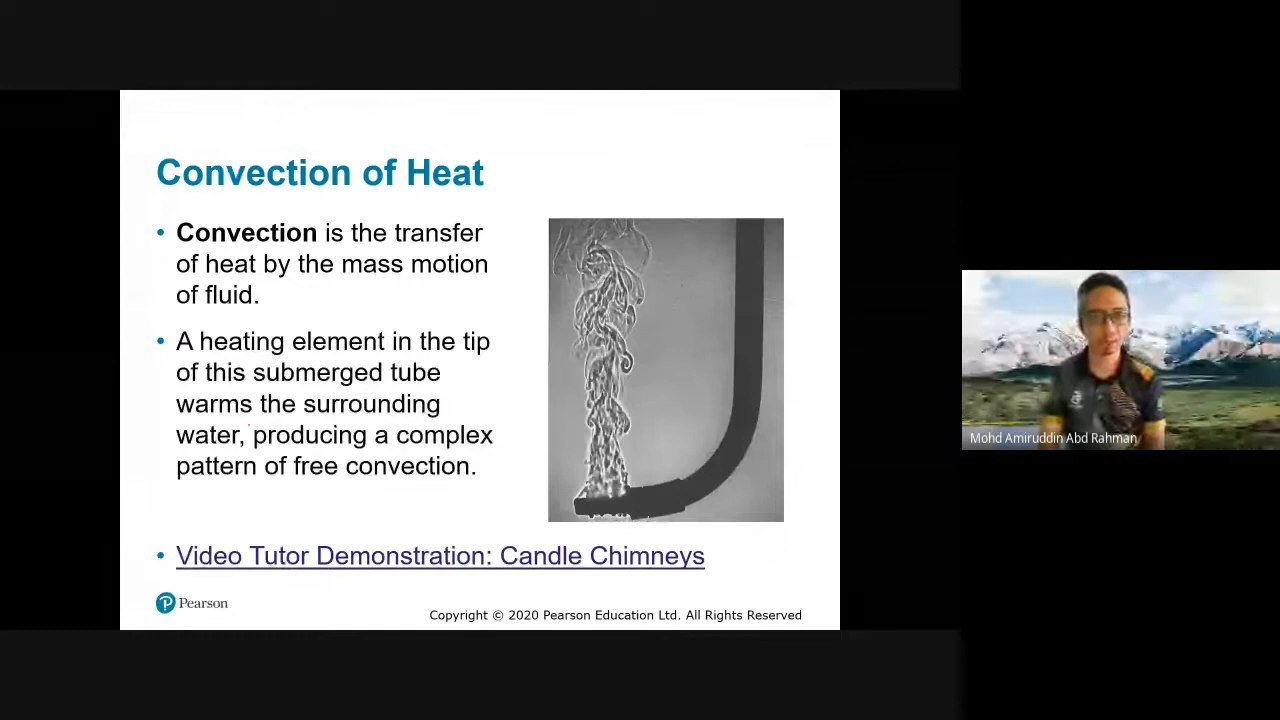 Convection of Heat
• Convection is the transfer
of heat by the mass motion
of fluid.
• A heating element in the tip
of this submerged tube
warms the surrounding
water, producing a complex
pattern of free convection.
• Video Tutor Demonstration: Candle Chimneys
Pearson
Copyright © 2020 Pearson Education Ltd. All Rights Reserved
Mohd Amiruddin Abd Rahman